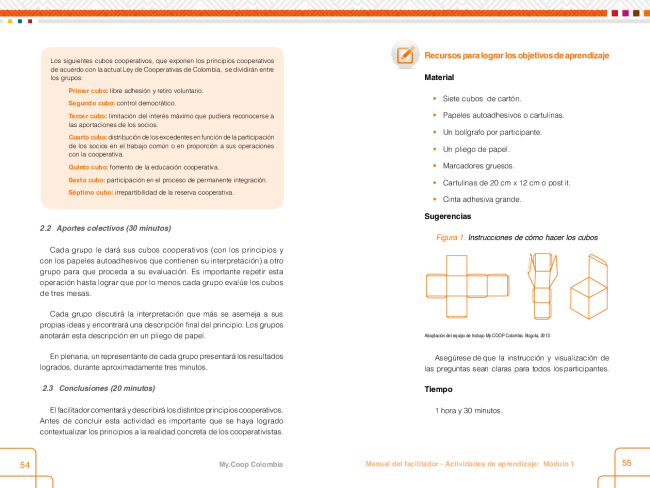 Los siguientes cubos cooperativos, que exponen los principios cooperativos
de acuerdo con la actual Ley de Cooperativas de Colombia, se dividirán entre
los grupos:
Primer cubo: libre adhesión y retiro voluntario.
Segundo cubo: control democrático.
Tercer cubo: limitación del interés máximo que pudiera reconocerse a
las aportaciones de los socios.
Cuarto cubo: distribución de los excedentes en función de la participación
de los socios en el trabajo común o en proporción a sus operaciones
con la cooperativa.
Quinto cubo: fomento de la educación cooperativa.
Sexto cubo: participación en el proceso de permanente integración.
Séptimo cubo: irrepartibilidad de la reserva cooperativa.
2.2 Aportes colectivos (30 minutos)
Cada grupo le dará sus cubos cooperativos (con los principios y
con los papeles autoadhesivos que contienen su interpretación) a otro
grupo para que proceda a su evaluación. Es importante repetir esta
operación hasta lograr que por lo menos cada grupo evalúe los cubos
de tres mesas.
Cada grupo discutirá la interpretación que más se asemeja a sus
propias ideas y encontrará una descripción final del principio. Los grupos
anotarán esta descripción en un pliego de papel.
En plenaria, un representante de cada grupo presentará los resultados
logrados, durante aproximadamente tres minutos.
2.3 Conclusiones (20 minutos)
El facilitador comentará y describirá los distintos principios cooperativos.
Antes de concluir esta actividad es importante que se haya logrado
contextualizar los principios a la realidad concreta de los cooperativistas.
54
My.Coop Colombia
Recursos para lograr los objetivos de aprendizaje
Material
• Siete cubos de cartón.
• Papeles autoadhesivos o cartulinas.
• Un bolígrafo por participante.
• Un pliego de papel.
• Marcadores gruesos.
• Cartulinas de 20 cm x 12 cm o post it.
• Cinta adhesiva grande.
Sugerencias
Figura 1. Instrucciones de cómo hacer los cubos
Adaptación del equipo de trabajo My.COOP Colombia. Bogotá, 2013.
Asegúrese de que la instrucción y visualización de
las preguntas sean claras para todos los participantes.
Tiempo
1 hora y 30 minutos.
Manual del facilitador - Actividades de aprendizaje: Módulo 1
55